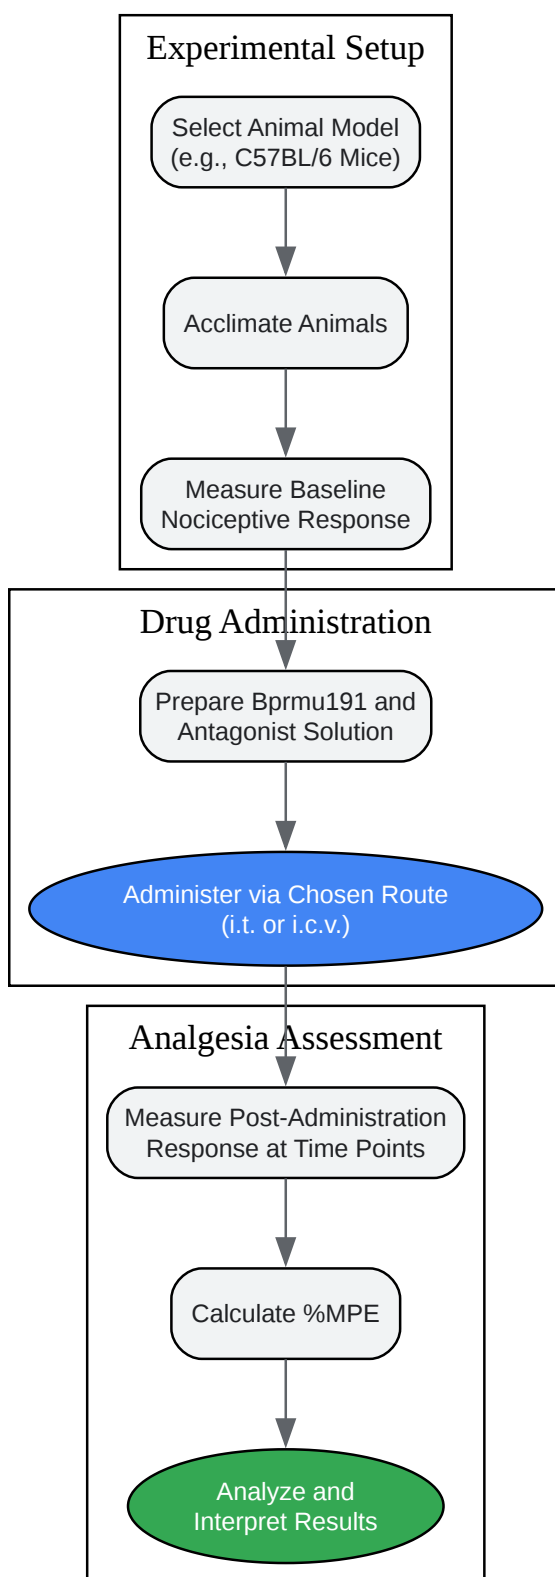 Experimental Setup
Select Animal Model
(e.g., C57BL/6 Mice)
Acclimate Animals
Measure Baseline
Nociceptive Response
Drug Administration
Prepare Bprmu191 and
Antagonist Solution
Administer via Chosen Route
(i.t. or i.c.v.)
Analgesia Assessment
Measure Post-Administration
Response at Time Points
Calculate %MPE
Analyze and
Interpret Results